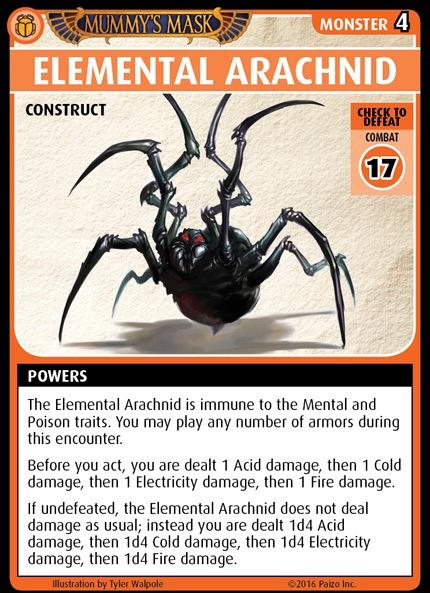 MUMMY'S MASK
MONSTER 4
ELEMENTAL ARACHNID
CONSTRUCT
CHECK TO
DEFEAT
COMBAT
17
POWERS
The Elemental Arachnid is immune to the Mental and
Poison traits. You may play any number of armors during
this encounter.
Before you act, you are dealt 1 Acid damage, then 1 Cold
damage, then 1 Electricity damage, then 1 Fire damage.
If undefeated, the Elemental Arachnid does not deal
damage as usual; instead you are dealt 1d4 Acid
damage, then 1d4 Cold damage, then 1d4 Electricity
damage, then 1d4 Fire damage.
Illustration by Tyler Walpole ©2016 Paizo Inc.